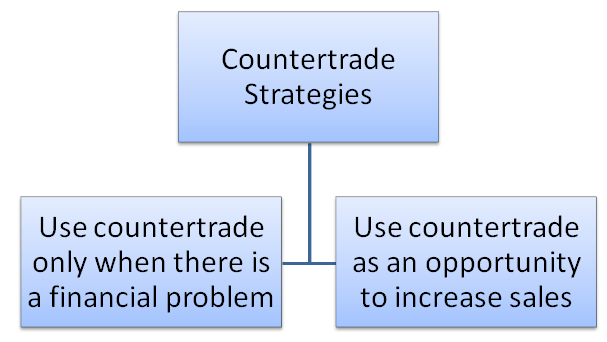 Countertrade
Strategies
Use countertrade
only when there is
a financial problem
Use countertrade
as an opportunity
to increase sales